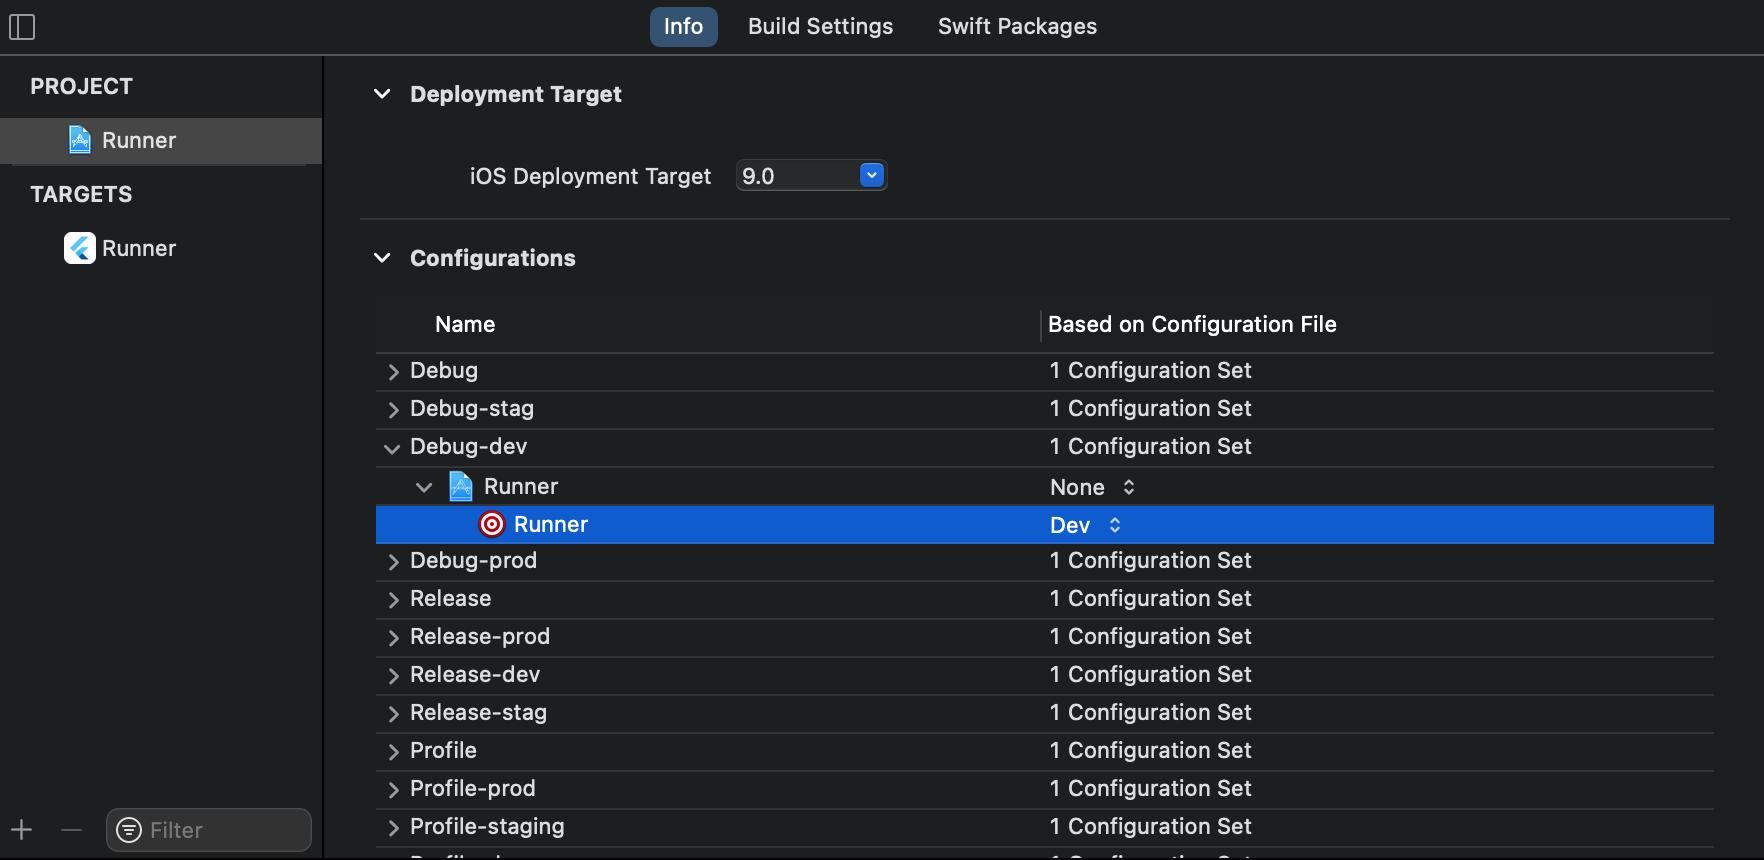 Info Build Settings Swift Packages
PROJECT
Runner
TARGETS
Runner
Filter
Deployment Target
iOS Deployment Target 9.0
Configurations
Name Based on Configuration File
Debug 1 Configuration Set
Debug-stag 1 Configuration Set
Debug-dev 1 Configuration Set
Runner None
Runner Dev
Debug-prod 1 Configuration Set
Release 1 Configuration Set
Release-prod 1 Configuration Set
Release-dev 1 Configuration Set
Release-stag 1 Configuration Set
Profile 1 Configuration Set
Profile-prod 1 Configuration Set
Profile-staging 1 Configuration Set